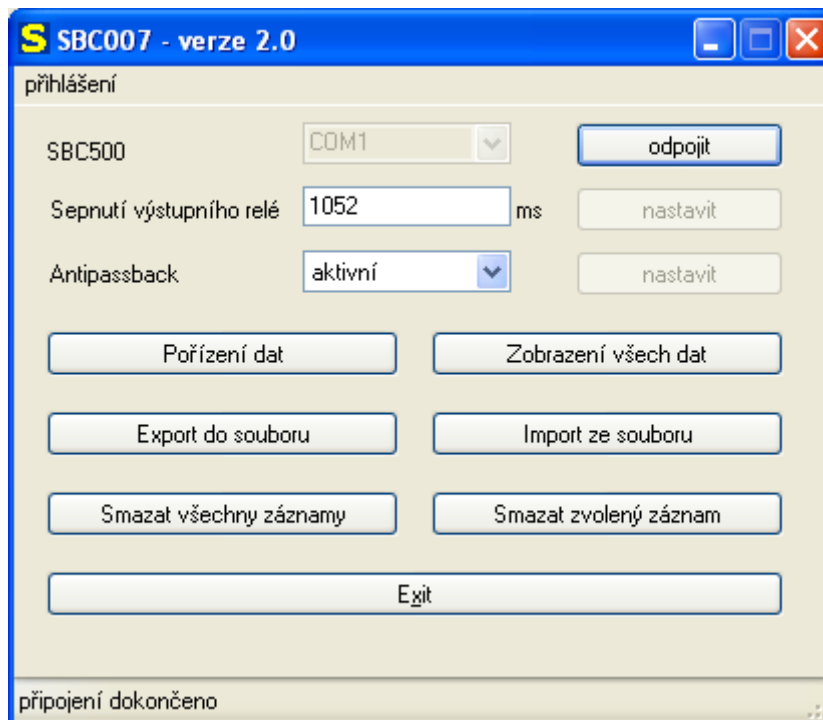 S SBC007 - verze 2.0
přihlášení
SBC500 COM1 odpojit
Sepnutí výstupního relé 1052 ms nastavit
Antipassback aktivní nastavit
Pořízení dat Zobrazení všech dat
Export do souboru Import ze souboru
Smazat všechny záznamy Smazat zvolený záznam
Exit
připojení dokončeno